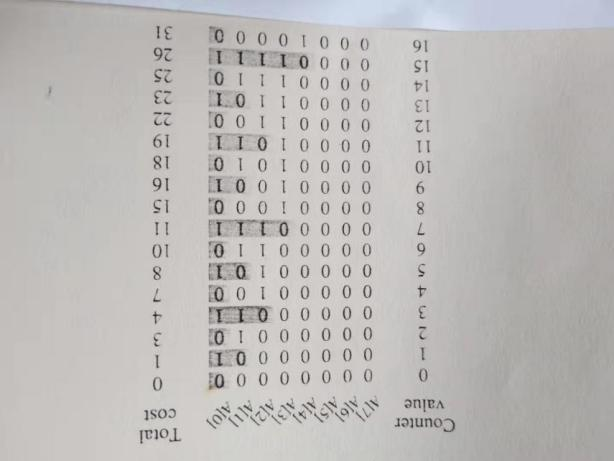 Counter value A[7] A[6] A[5] A[4] A[3] A[2] A[1] A[0] Total cost
0 0 0 0 0 0 0 0 0 0
1 0 0 0 0 0 0 0 1 1
2 0 0 0 0 0 0 1 0 3
3 0 0 0 0 0 0 1 1 4
4 0 0 0 0 0 1 0 0 7
5 0 0 0 0 0 1 0 1 8
6 0 0 0 0 0 1 1 0 10
7 0 0 0 0 0 1 1 1 11
8 0 0 0 0 1 0 0 0 15
9 0 0 0 0 1 0 0 1 16
10 0 0 0 0 1 0 1 0 18
11 0 0 0 0 1 0 1 1 19
12 0 0 0 0 1 1 0 0 22
13 0 0 0 0 1 1 0 1 23
14 0 0 0 0 1 1 1 0 25
15 0 0 0 0 1 1 1 1 26
16 0 0 0 1 0 0 0 0 31